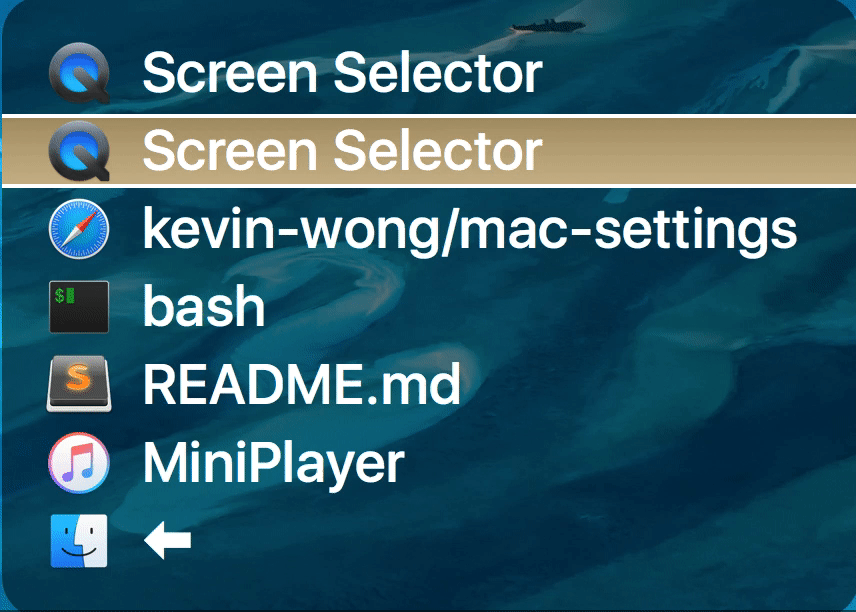 Screen Selector
Screen Selector
kevin-wong/mac-settings
$
bash
S
README.md
MiniPlayer